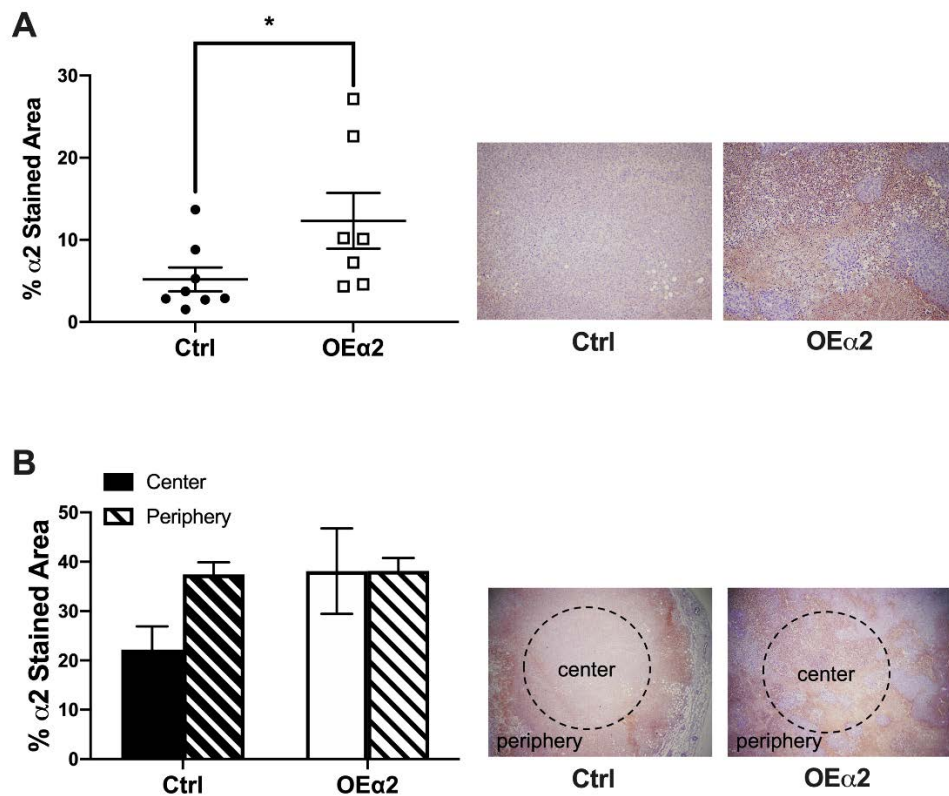 A
*
% α2 Stained Area
30
20
10
0
Ctrl
OEα2
Ctrl
OEα2
B
Center
Periphery
% α2 Stained Area
50
40
30
20
10
0
Ctrl
OEα2
center
periphery
Ctrl
center
periphery
OEα2